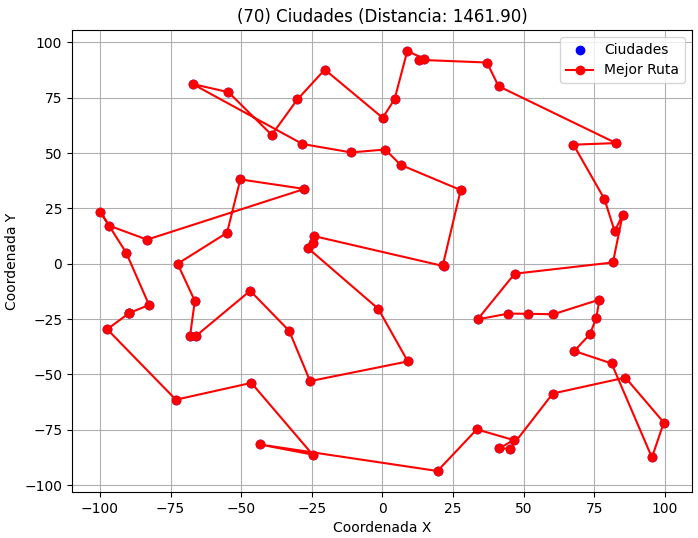 (70) Ciudades (Distancia: 1461.90)
Ciudades
Mejor Ruta
Coordenada Y
100
75
50
25
0
−25
−50
−75
−100
−100 −75 −50 −25 0 25 50 75 100
Coordenada X